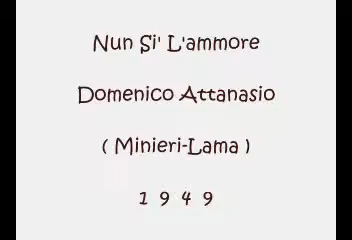 Nun Si' L'ammore
Domenico Attanasio
( Minieri-Lama )
1 9 4 9